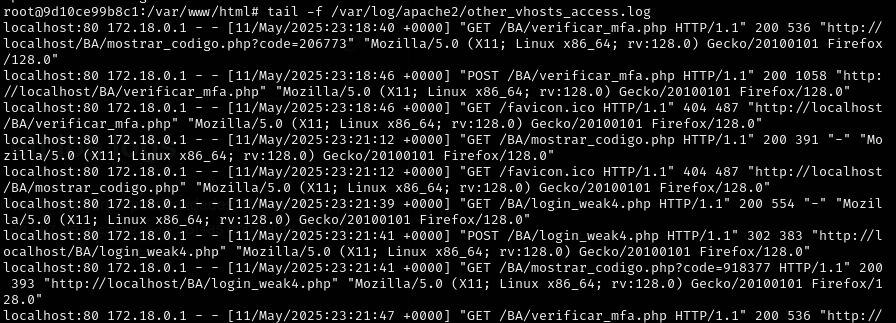 root@9d10ce99b8c1:/var/www/html# tail -f /var/log/apache2/other_vhosts_access.log
localhost:80 172.18.0.1 - - [11/May/2025:23:18:40 +0000] "GET /BA/verificar_mfa.php HTTP/1.1" 200 536 "http://
localhost/BA/mostrar_codigo.php?code=206773" "Mozilla/5.0 (X11; Linux x86_64; rv:128.0) Gecko/20100101 Firefox
/128.0"
localhost:80 172.18.0.1 - - [11/May/2025:23:18:46 +0000] "POST /BA/verificar_mfa.php HTTP/1.1" 200 1058 "http:
//localhost/BA/verificar_mfa.php" "Mozilla/5.0 (X11; Linux x86_64; rv:128.0) Gecko/20100101 Firefox/128.0"
localhost:80 172.18.0.1 - - [11/May/2025:23:18:46 +0000] "GET /favicon.ico HTTP/1.1" 404 487 "http://localhost
/BA/verificar_mfa.php" "Mozilla/5.0 (X11; Linux x86_64; rv:128.0) Gecko/20100101 Firefox/128.0"
localhost:80 172.18.0.1 - - [11/May/2025:23:21:12 +0000] "GET /BA/mostrar_codigo.php HTTP/1.1" 200 391 "-" "Mo
zilla/5.0 (X11; Linux x86_64; rv:128.0) Gecko/20100101 Firefox/128.0"
localhost:80 172.18.0.1 - - [11/May/2025:23:21:12 +0000] "GET /favicon.ico HTTP/1.1" 404 487 "http://localhost
/BA/mostrar_codigo.php" "Mozilla/5.0 (X11; Linux x86_64; rv:128.0) Gecko/20100101 Firefox/128.0"
localhost:80 172.18.0.1 - - [11/May/2025:23:21:39 +0000] "GET /BA/login_weak4.php HTTP/1.1" 200 554 "-" "Mozil
la/5.0 (X11; Linux x86_64; rv:128.0) Gecko/20100101 Firefox/128.0"
localhost:80 172.18.0.1 - - [11/May/2025:23:21:41 +0000] "POST /BA/login_weak4.php HTTP/1.1" 302 383 "http://l
ocalhost/BA/login_weak4.php" "Mozilla/5.0 (X11; Linux x86_64; rv:128.0) Gecko/20100101 Firefox/128.0"
localhost:80 172.18.0.1 - - [11/May/2025:23:21:41 +0000] "GET /BA/mostrar_codigo.php?code=918377 HTTP/1.1" 200
 393 "http://localhost/BA/login_weak4.php" "Mozilla/5.0 (X11; Linux x86_64; rv:128.0) Gecko/20100101 Firefox/1
28.0"
localhost:80 172.18.0.1 - - [11/May/2025:23:21:47 +0000] "GET /BA/verificar_mfa.php HTTP/1.1" 200 536 "http://